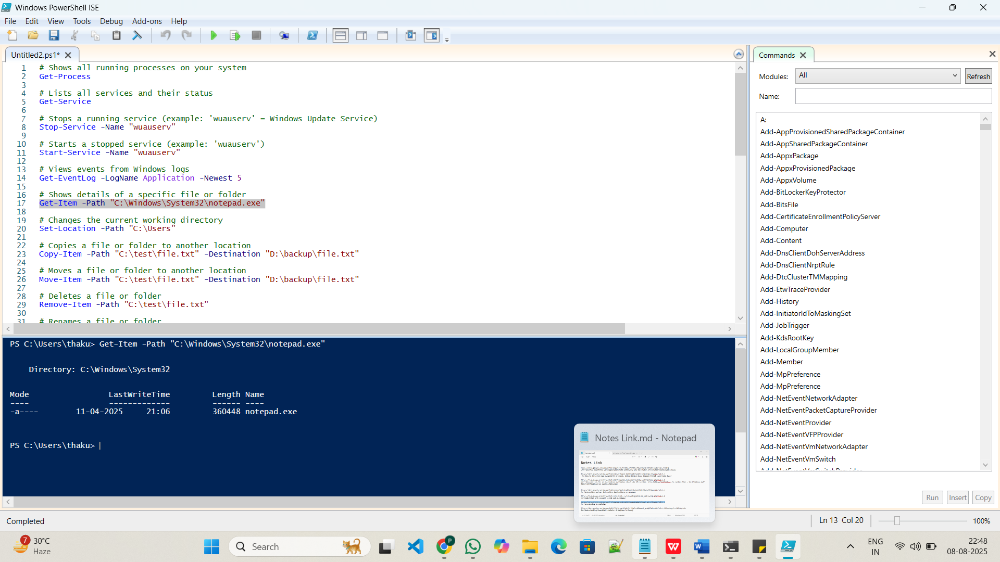 Windows PowerShell ISE
File Edit View Tools Debug Add-ons Help
Untitled2.ps1*
1 # Shows all running processes on your system
2 Get-Process
3
4 # Lists all services and their status
5 Get-Service
6
7 # Stops a running service (example: 'wuauserv' = Windows Update Service)
8 Stop-Service -Name "wuauserv"
9
10 # Starts a stopped service (example: 'wuauserv')
11 Start-Service -Name "wuauserv"
12
13 # Views events from Windows logs
14 Get-EventLog -LogName Application -Newest 5
15
16 # Shows details of a specific file or folder
17 Get-Item -Path "C:\Windows\System32\notepad.exe"
18
19 # Changes the current working directory
20 Set-Location -Path "C:\Users"
21
22 # Copies a file or folder to another location
23 Copy-Item -Path "C:\test\file.txt" -Destination "D:\backup\file.txt"
24
25 # Moves a file or folder to another location
26 Move-Item -Path "C:\test\file.txt" -Destination "D:\backup\file.txt"
27
28 # Deletes a file or folder
29 Remove-Item -Path "C:\test\file.txt"
30
31 # Renames a file or folder
PS C:\Users\thaku> Get-Item -Path "C:\Windows\System32\notepad.exe"
Directory: C:\Windows\System32
Mode LastWriteTime Length Name
---- ------------- ------ ----
-a---- 11-04-2025 21:06 360448 notepad.exe
PS C:\Users\thaku>
Commands
Modules: All Refresh
Name:
A:
Add-AppProvisionedSharedPackageContainer
Add-AppSharedPackageContainer
Add-AppxPackage
Add-AppxProvisionedPackage
Add-AppxVolume
Add-BitLockerKeyProtector
Add-BitsFile
Add-CertificateEnrollmentPolicyServer
Add-Computer
Add-Content
Add-DnsClientDohServerAddress
Add-DnsClientNrptRule
Add-DtcClusterTMMapping
Add-EtwTraceProvider
Add-History
Add-InitiatorIdToMaskingSet
Add-JobTrigger
Add-KdsRootKey
Add-LocalGroupMember
Add-Member
Add-MpPreference
Add-MpPreference
Add-NetEventNetworkAdapter
Add-NetEventPacketCaptureProvider
Add-NetEventProvider
Add-NetEventVFPProvider
Add-NetEventVmNetworkAdapter
Add-NetEventVmSwitch
Add-NetEventVmSwitchProvider
Run Insert Copy
Notes Link.md - Notepad
Notes Link
Completed
Ln 13 Col 20
100%
7
30°C
Haze
Search
P
ENG
IN
22:48
08-08-2025